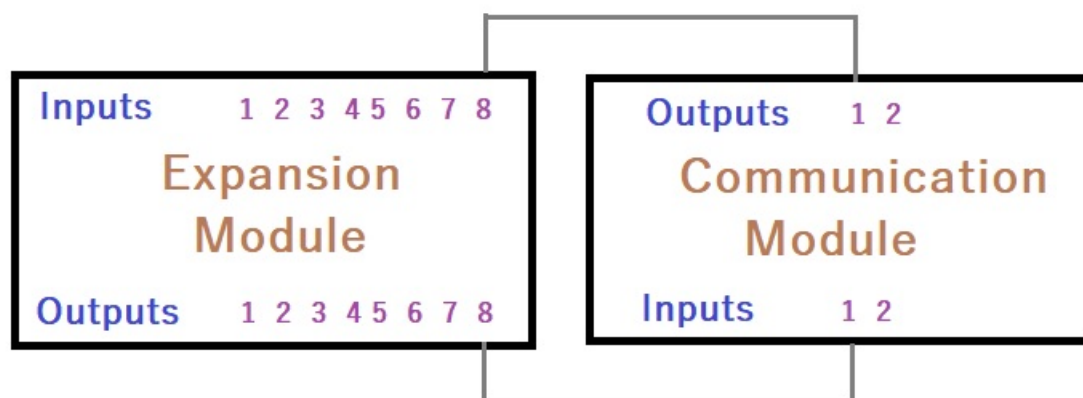 Inputs 1 2 3 4 5 6 7 8
Expansion
Module
Outputs 1 2 3 4 5 6 7 8
Outputs 1 2
Communication
Module
Inputs 1 2